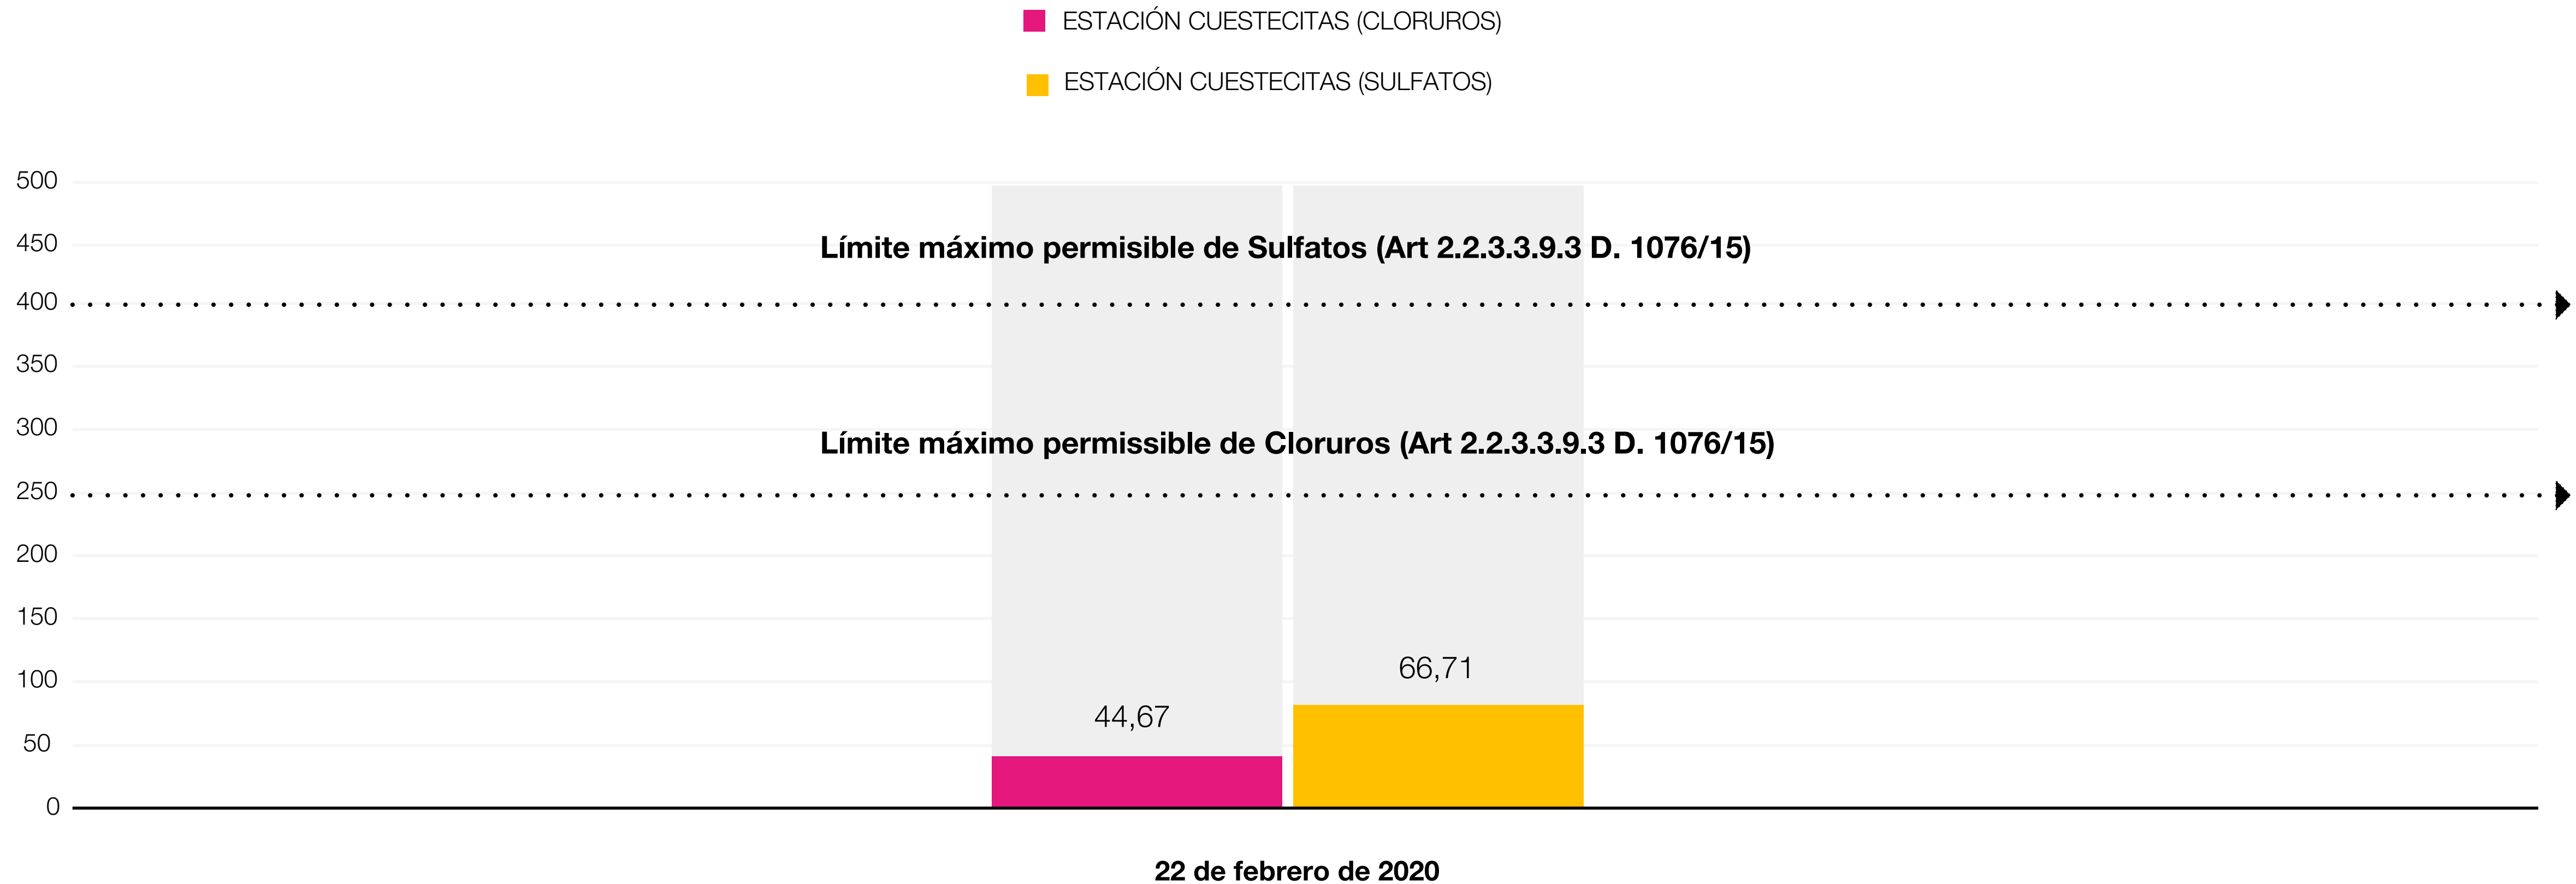 ESTACIÓN CUESTECITAS (CLORUROS)
ESTACIÓN CUESTECITAS (SULFATOS)
500
450
Límite máximo permisible de Sulfatos (Art 2.2.3.3.9.3 D. 1076/15)
400
350
300
Límite máximo permissible de Cloruros (Art 2.2.3.3.9.3 D. 1076/15)
250
200
150
100
66,71
44,67
50
0
22 de febrero de 2020